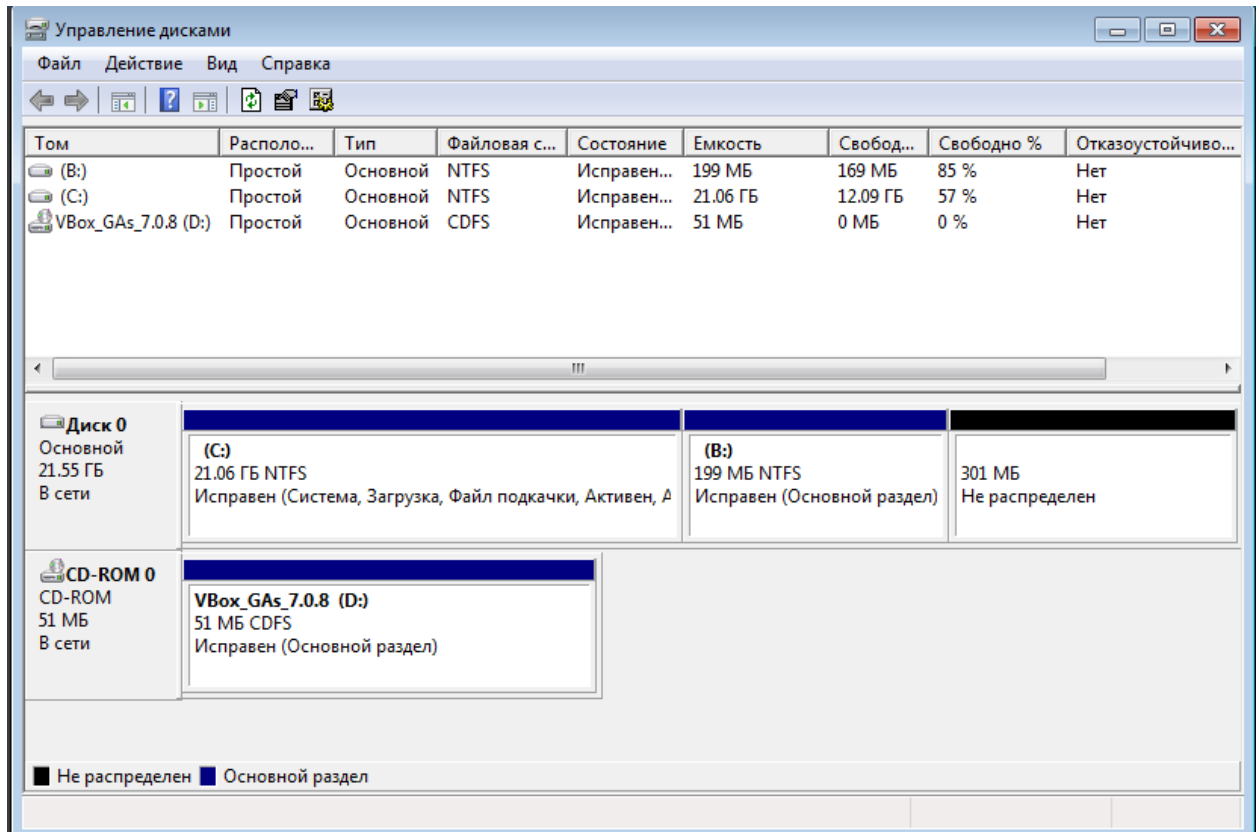 Управление дисками
Файл Действие Вид Справка
Том Располо... Тип Файловая с... Состояние Емкость Свобод... Свободно % Отказоустойчиво...
(B:) Простой Основной NTFS Исправен... 199 МБ 169 МБ 85 % Нет
(C:) Простой Основной NTFS Исправен... 21.06 ГБ 12.09 ГБ 57 % Нет
VBox_GAs_7.0.8 (D:) Простой Основной CDFS Исправен... 51 МБ 0 МБ 0 % Нет
Диск 0
Основной
21.55 ГБ
В сети
(C:)
21.06 ГБ NTFS
Исправен (Система, Загрузка, Файл подкачки, Активен, А
(B:)
199 МБ NTFS
Исправен (Основной раздел)
301 МБ
Не распределен
CD-ROM 0
CD-ROM
51 МБ
В сети
VBox_GAs_7.0.8 (D:)
51 МБ CDFS
Исправен (Основной раздел)
Не распределен Основной раздел